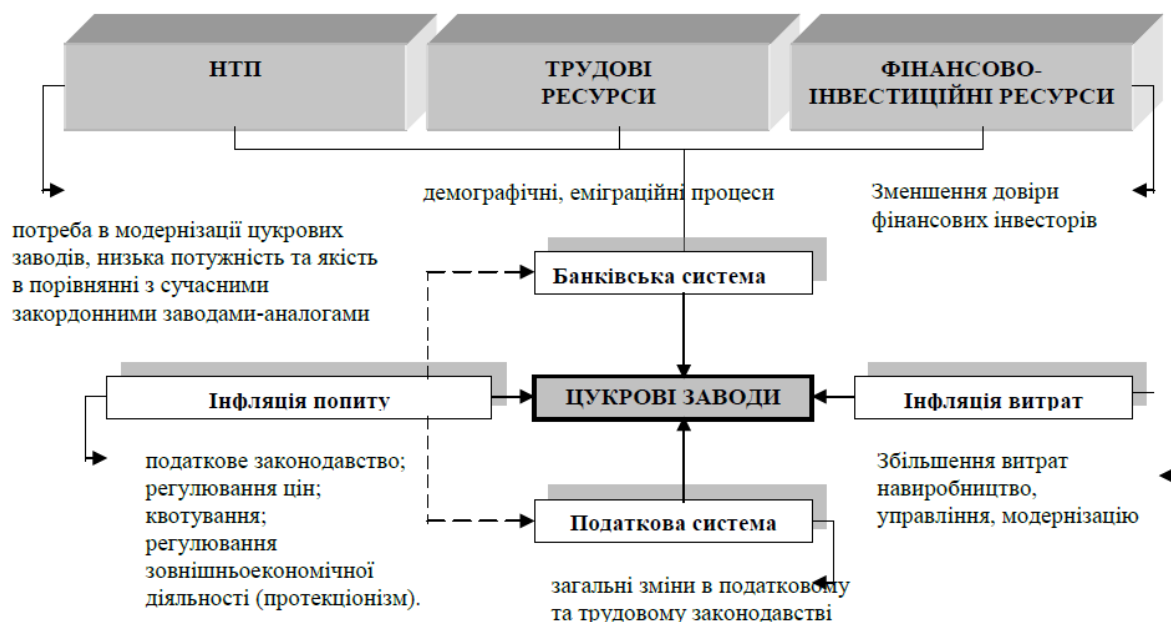 НТП
ТРУДОВІ
РЕСУРСИ
ФІНАНСОВО-
ІНВЕСТИЦІЙНІ РЕСУРСИ
демографічні, еміграційні процеси
Зменшення довіри
фінансових інвесторів
потреба в модернізації цукрових
заводів, низька потужність та якість
в порівнянні з сучасними
закордонними заводами-аналогами
Банківська система
Інфляція попиту
ЦУКРОВІ ЗАВОДИ
Інфляція витрат
податкове законодавство;
регулювання цін;
квотування;
регулювання
зовнішньоекономічної
діяльності (протекціонізм).
Збільшення витрат
навиробництво,
управління, модернізацію
Податкова система
загальні зміни в податковому
та трудовому законодавстві